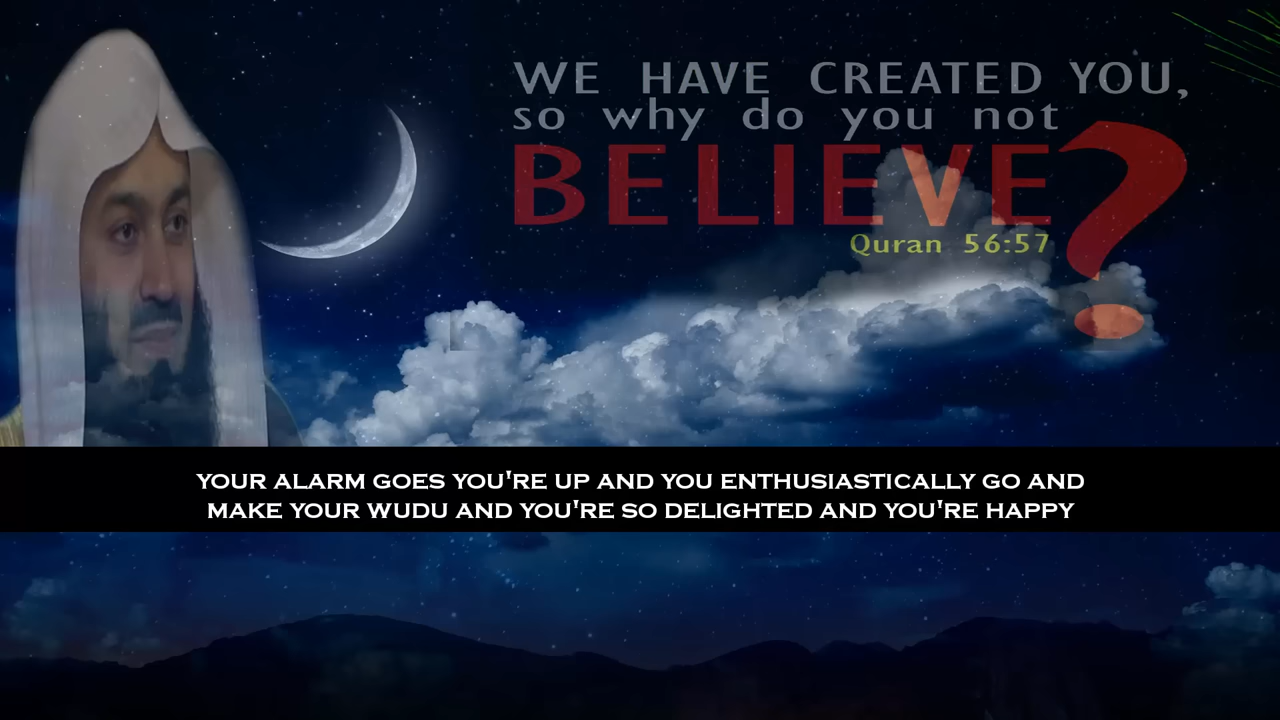 WE HAVE CREATED YOU,
so why do you not
BELIEVE?
Quran 56:57
YOUR ALARM GOES YOU'RE UP AND YOU ENTHUSIASTICALLY GO AND
MAKE YOUR WUDU AND YOU'RE SO DELIGHTED AND YOU'RE HAPPY